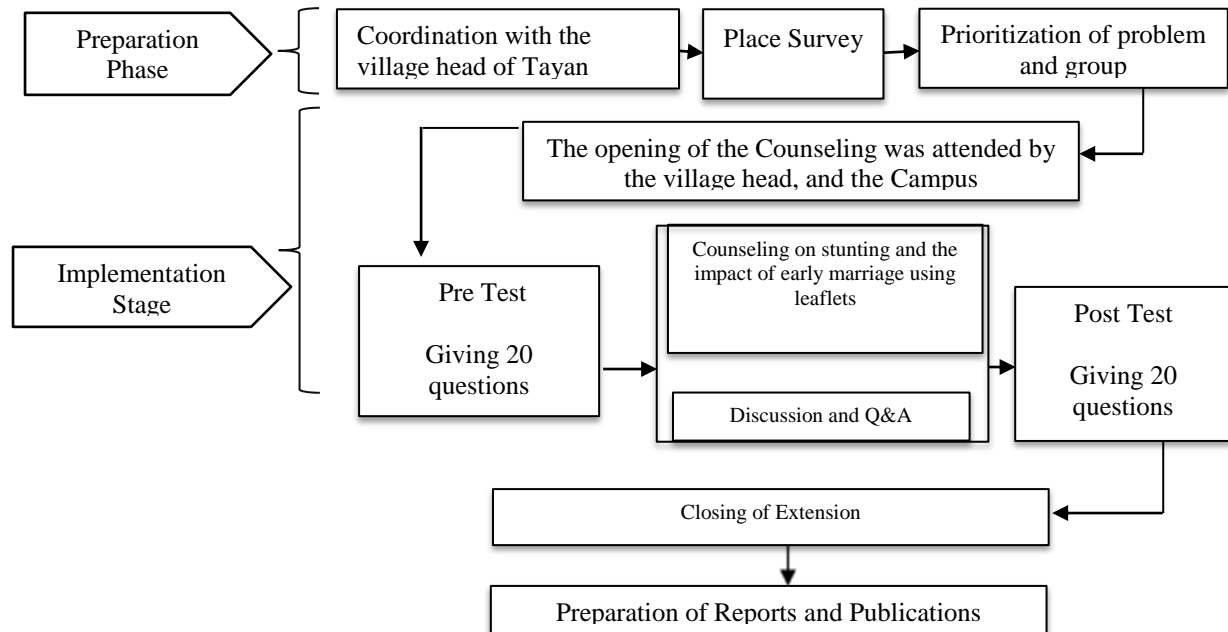 Preparation
Phase
Coordination with the
village head of Tayan
Place Survey
Prioritization of problem
and group
The opening of the Counseling was attended by
the village head, and the Campus
Implementation
Stage
Pre Test
Giving 20
questions
Counseling on stunting and the
impact of early marriage using
leaflets
Discussion and Q&A
Post Test
Giving 20
questions
Closing of Extension
Preparation of Reports and Publications